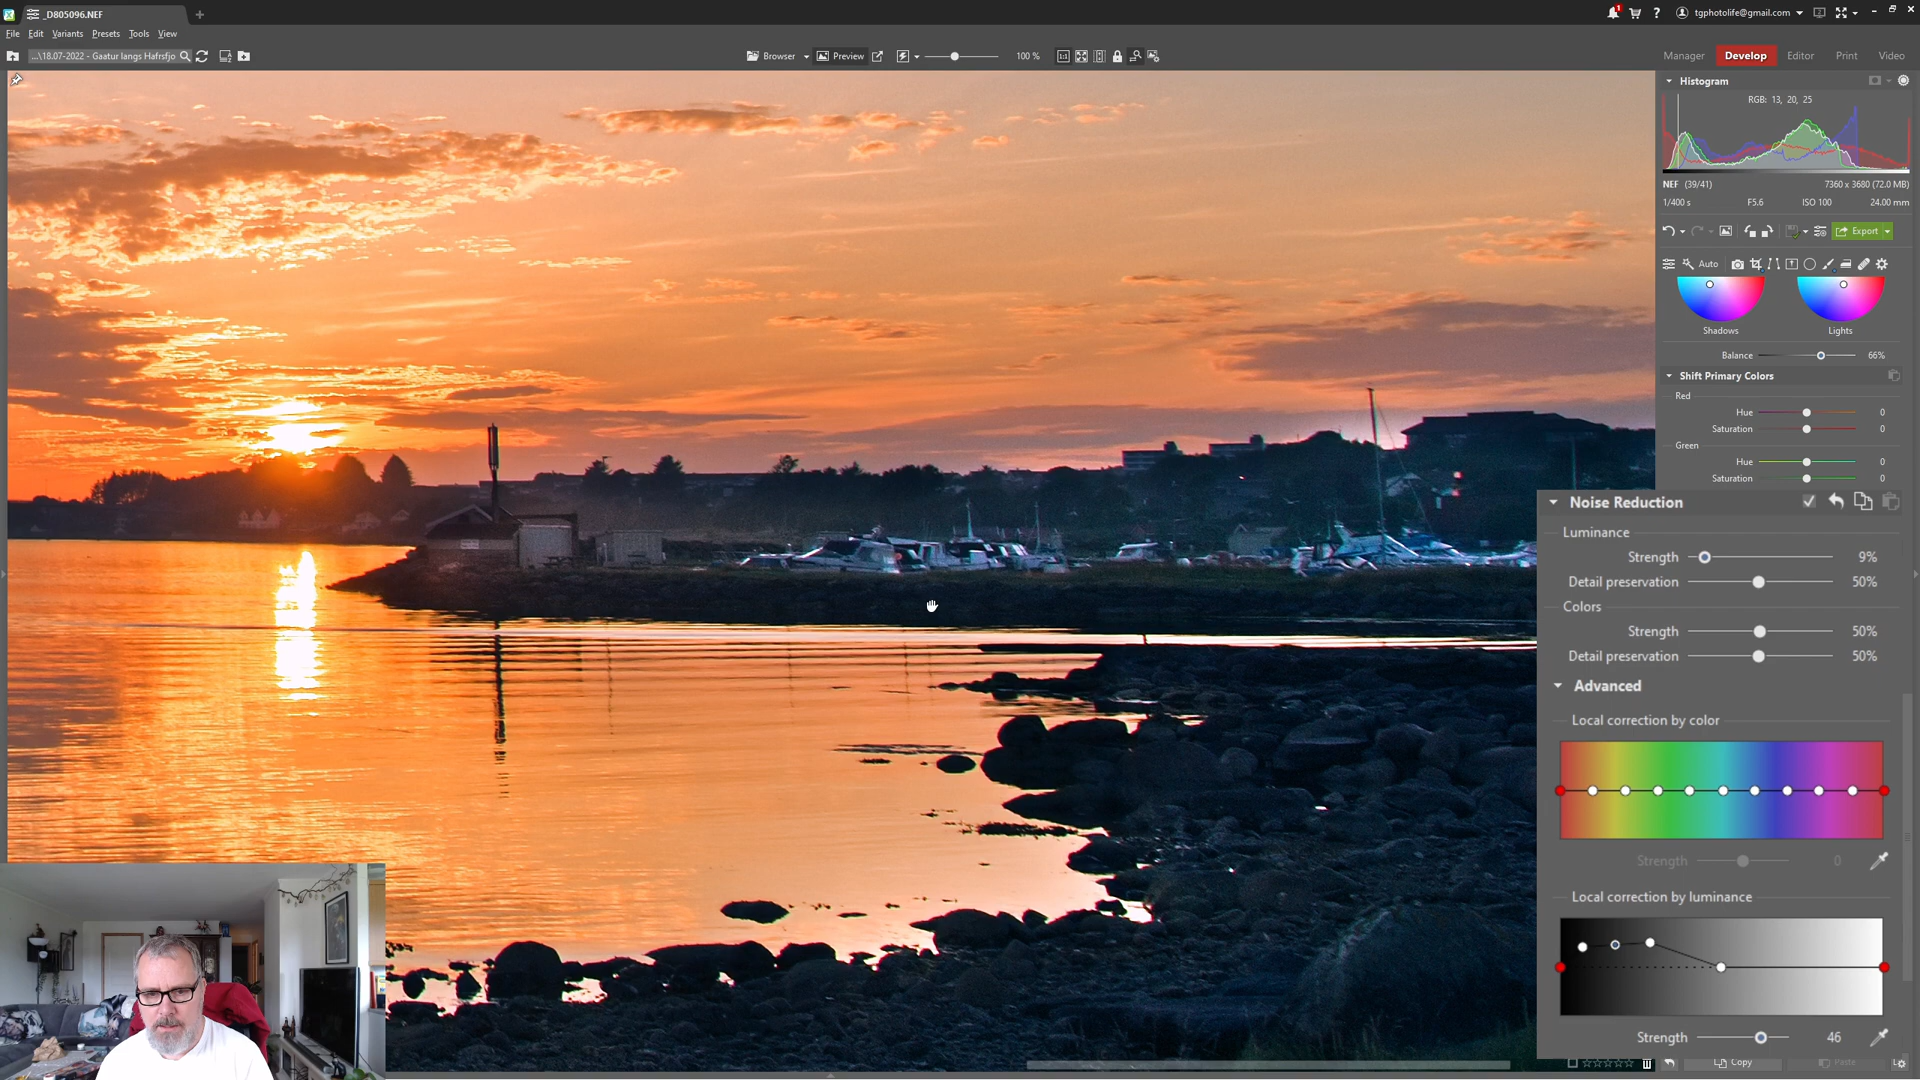 _D805096.NEF
tgphotolife@gmail.com
File Edit Variants Presets Tools View
...\18.07-2022 - Gaatur langs Hafrsfjo
Browser Preview 100 %
Manager Develop Editor Print Video
Histogram
RGB: 13, 20, 25
NEF (39/41) 7360 x 3680 (72.0 MB)
1/400 s F5.6 ISO 100 24.00 mm
Export
Auto
Shadows Lights
Balance 66%
Shift Primary Colors
Red
Hue 0
Saturation 0
Green
Hue 0
Saturation 0
Noise Reduction
Luminance
Strength 9%
Detail preservation 50%
Colors
Strength 50%
Detail preservation 50%
Advanced
Local correction by color
Strength 0
Local correction by luminance
Strength 46
Copy Paste